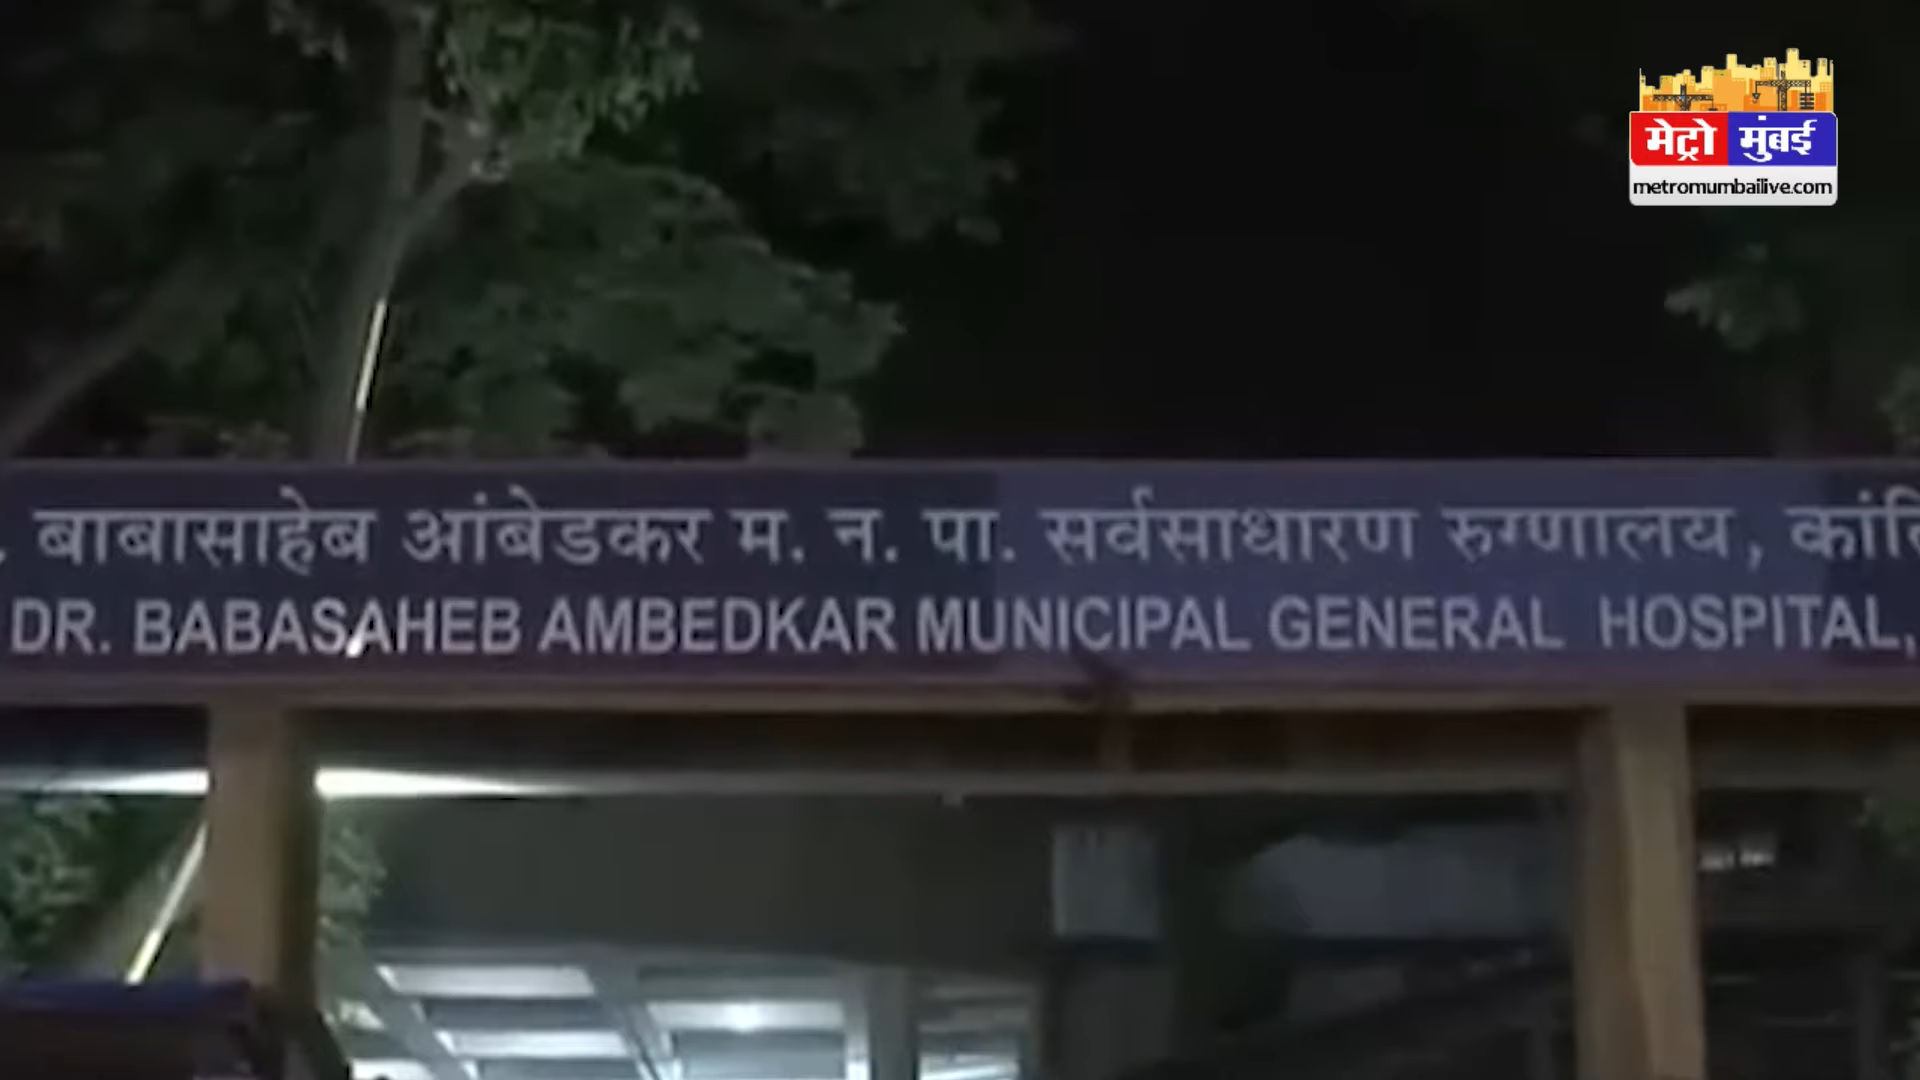 मेट्रो मुंबई
metromumbailive.com
. बाबासाहेब आंबेडकर म. न. पा. सर्वसाधारण रुग्णालय,
DR. BABASAHEB AMBEDKAR MUNICIPAL GENERAL HOSPITAL,